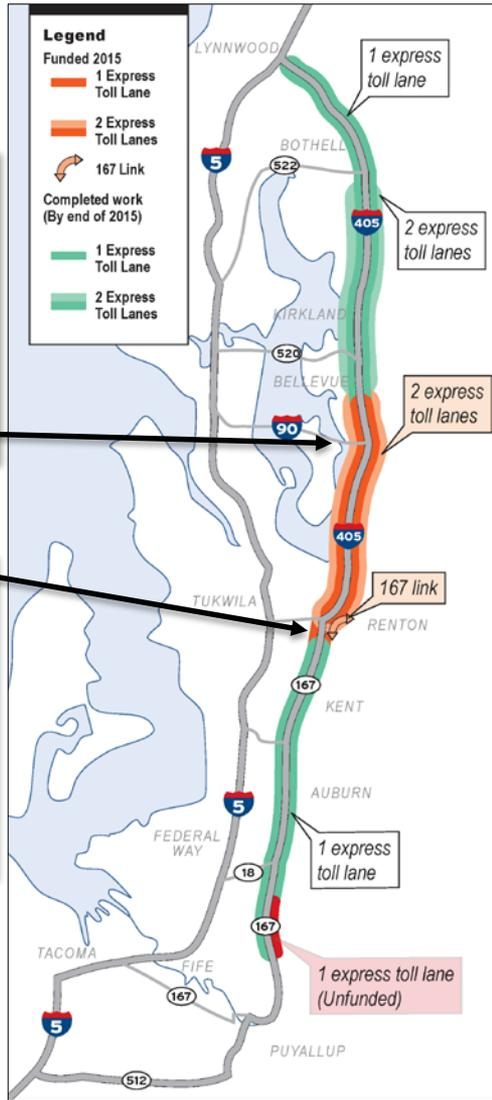 Legend
Funded 2015
1 Express
Toll Lane
2 Express
Toll Lanes
167 Link
Completed work
(By end of 2015)
1 Express
Toll Lane
2 Express
Toll Lanes
LYNNWOOD
1 express
toll lane
BOTHELL
5
522
405
2 express
toll lanes
KIRKLAND
520
BELLEVUE
2 express
toll lanes
90
405
167 link
TUKWILA
RENTON
167
KENT
5
AUBURN
FEDERAL
WAY
1 express
toll lane
18
167
TACOMA
FIFE
1 express toll lane
(Unfunded)
167
5
PUYALLUP
512